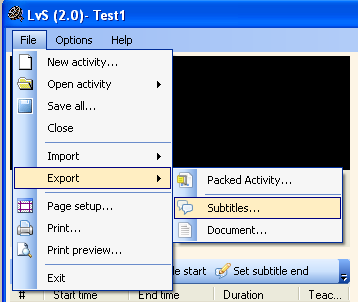 LvS (2.0)- Test1
File Options Help
New activity...
Open activity
Save all...
Close
Import
Export
Packed Activity...
Subtitles...
Document...
Page setup...
Print...
Print preview...
Exit
start Set subtitle end
# Start time End time Duration Teac...